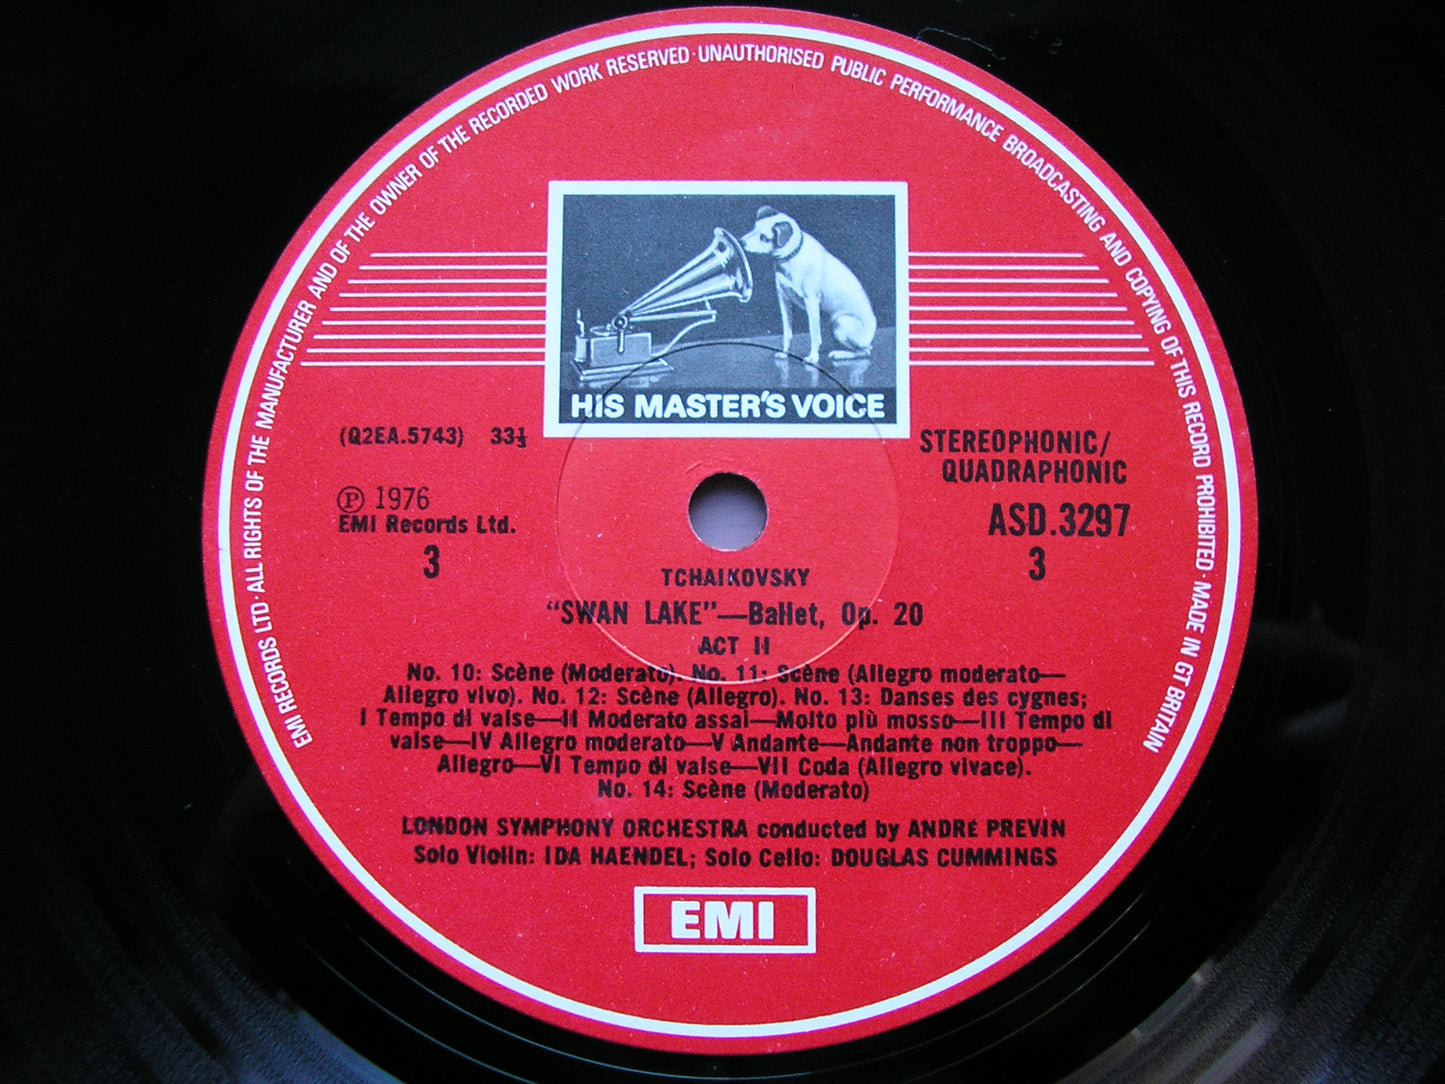 EMI RECORDS LTD · ALL RIGHTS OF THE MANUFACTURER AND OF THE OWNER OF THE RECORDED WORK RESERVED · UNAUTHORISED PUBLIC PERFORMANCE BROADCASTING AND COPYING OF THIS RECORD PROHIBITED · MADE IN GT BRITAIN
HIS MASTER'S VOICE
(Q2EA.5743) 33⅓
STEREOPHONIC/
QUADRAPHONIC
℗ 1976
EMI Records Ltd.
ASD.3297
3
3
TCHAIKOVSKY
"SWAN LAKE"—Ballet, Op. 20
ACT II
No. 10: Scène (Moderato). No. 11: Scène (Allegro moderato—
Allegro vivo). No. 12: Scène (Allegro). No. 13: Danses des cygnes;
I Tempo di valse—II Moderato assai—Molto più mosso—III Tempo di
valse—IV Allegro moderato—V Andante—Andante non troppo—
Allegro—VI Tempo di valse—VII Coda (Allegro vivace).
No. 14: Scène (Moderato)
LONDON SYMPHONY ORCHESTRA conducted by ANDRÉ PREVIN
Solo Violin: IDA HAENDEL; Solo Cello: DOUGLAS CUMMINGS
EMI